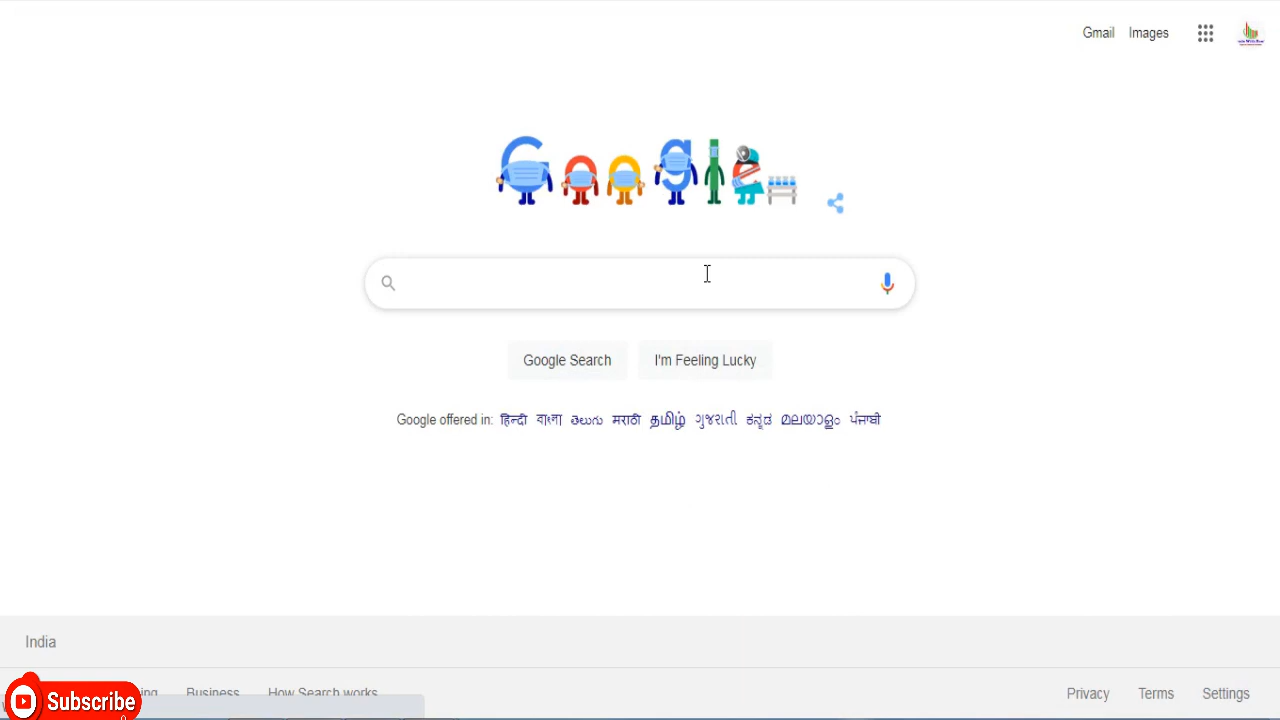 Gmail Images
Google
Google Search I'm Feeling Lucky
Google offered in: हिन्दी বাংলা తెలుగు मराठी தமிழ் ગુજરાતી ಕನ್ನಡ മലയാളം ਪੰਜਾਬੀ
India
Business How Search works Privacy Terms Settings
Subscribe